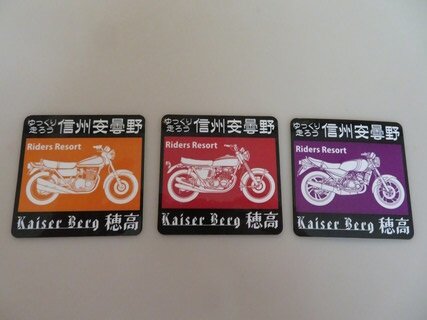 ゆっくり
走ろう 信州安曇野
Riders Resort
Kaiser Berg 穂高
ゆっくり
走ろう 信州安曇野
Riders Resort
Kaiser Berg 穂高
ゆっくり
走ろう 信州安曇野
Riders Resort
Kaiser Berg 穂高